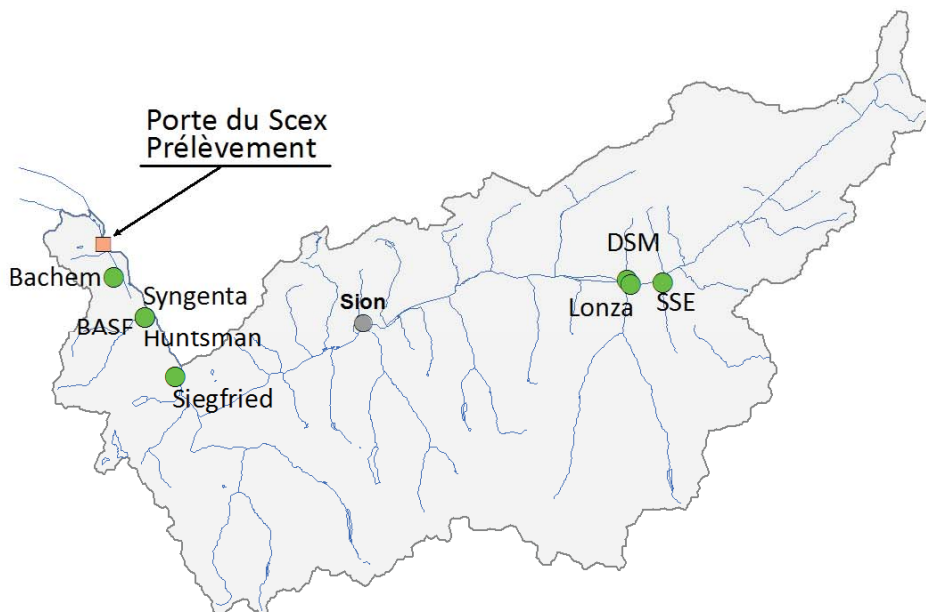 Porte du Scex
Prélèvement
DSM
Bachem
Syngenta
Sion
Lonza
SSE
BASF
Huntsman
Siegfried